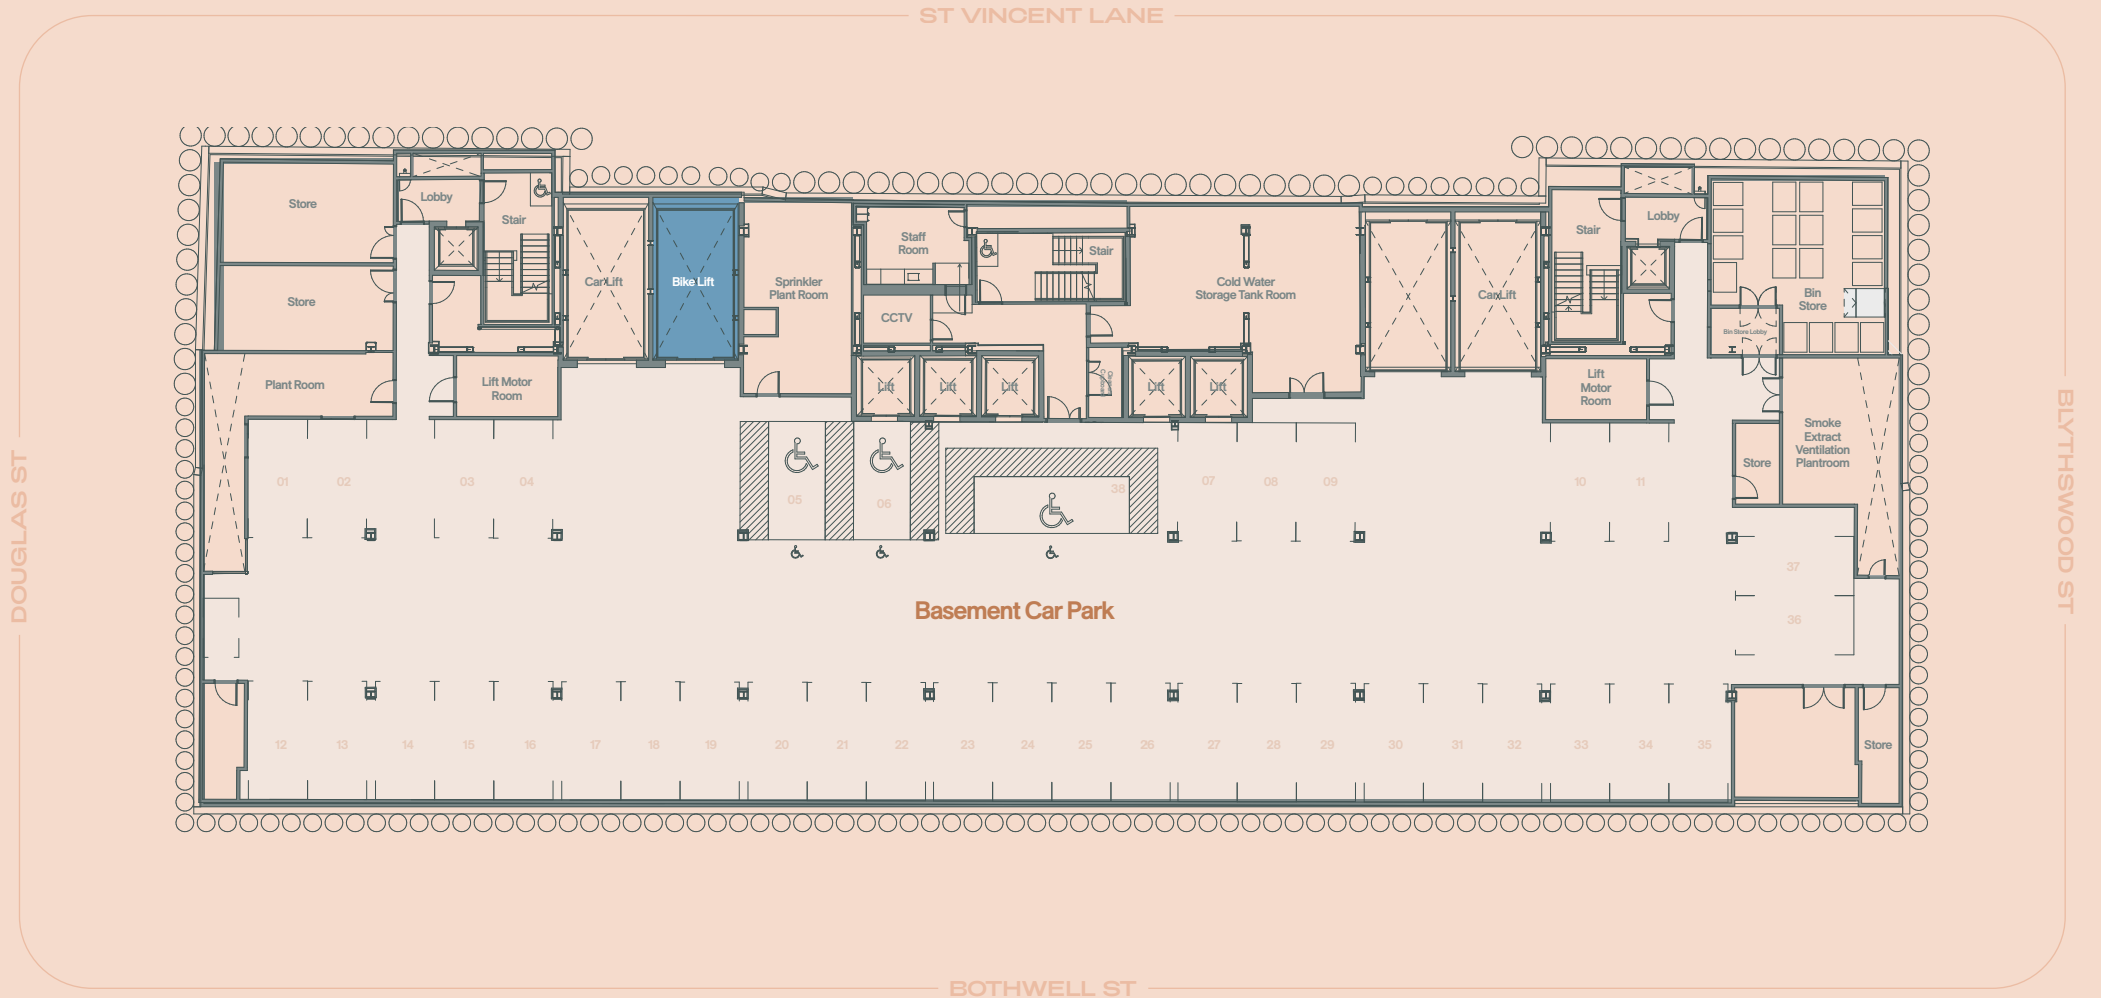 ST VINCENT LANE
DOUGLAS ST
BLYTHSWOOD ST
BOTHWELL ST
Store
Lobby
Stair
Store
Car Lift
Bike Lift
Sprinkler
Plant Room
Staff
Room
CCTV
Stair
Cold Water
Storage Tank Room
Car Lift
Stair
Lobby
Bin
Store
Bin Store Lobby
Plant Room
Lift Motor
Room
Lift
Lift
Lift
Lift
Lift
Lift
Motor
Room
Smoke
Extract
Ventilation
Plantroom
Store
01
02
03
04
05
06
38
07
08
09
10
11
37
36
Basement Car Park
12
13
14
15
16
17
18
19
20
21
22
23
24
25
26
27
28
29
30
31
32
33
34
35
Store